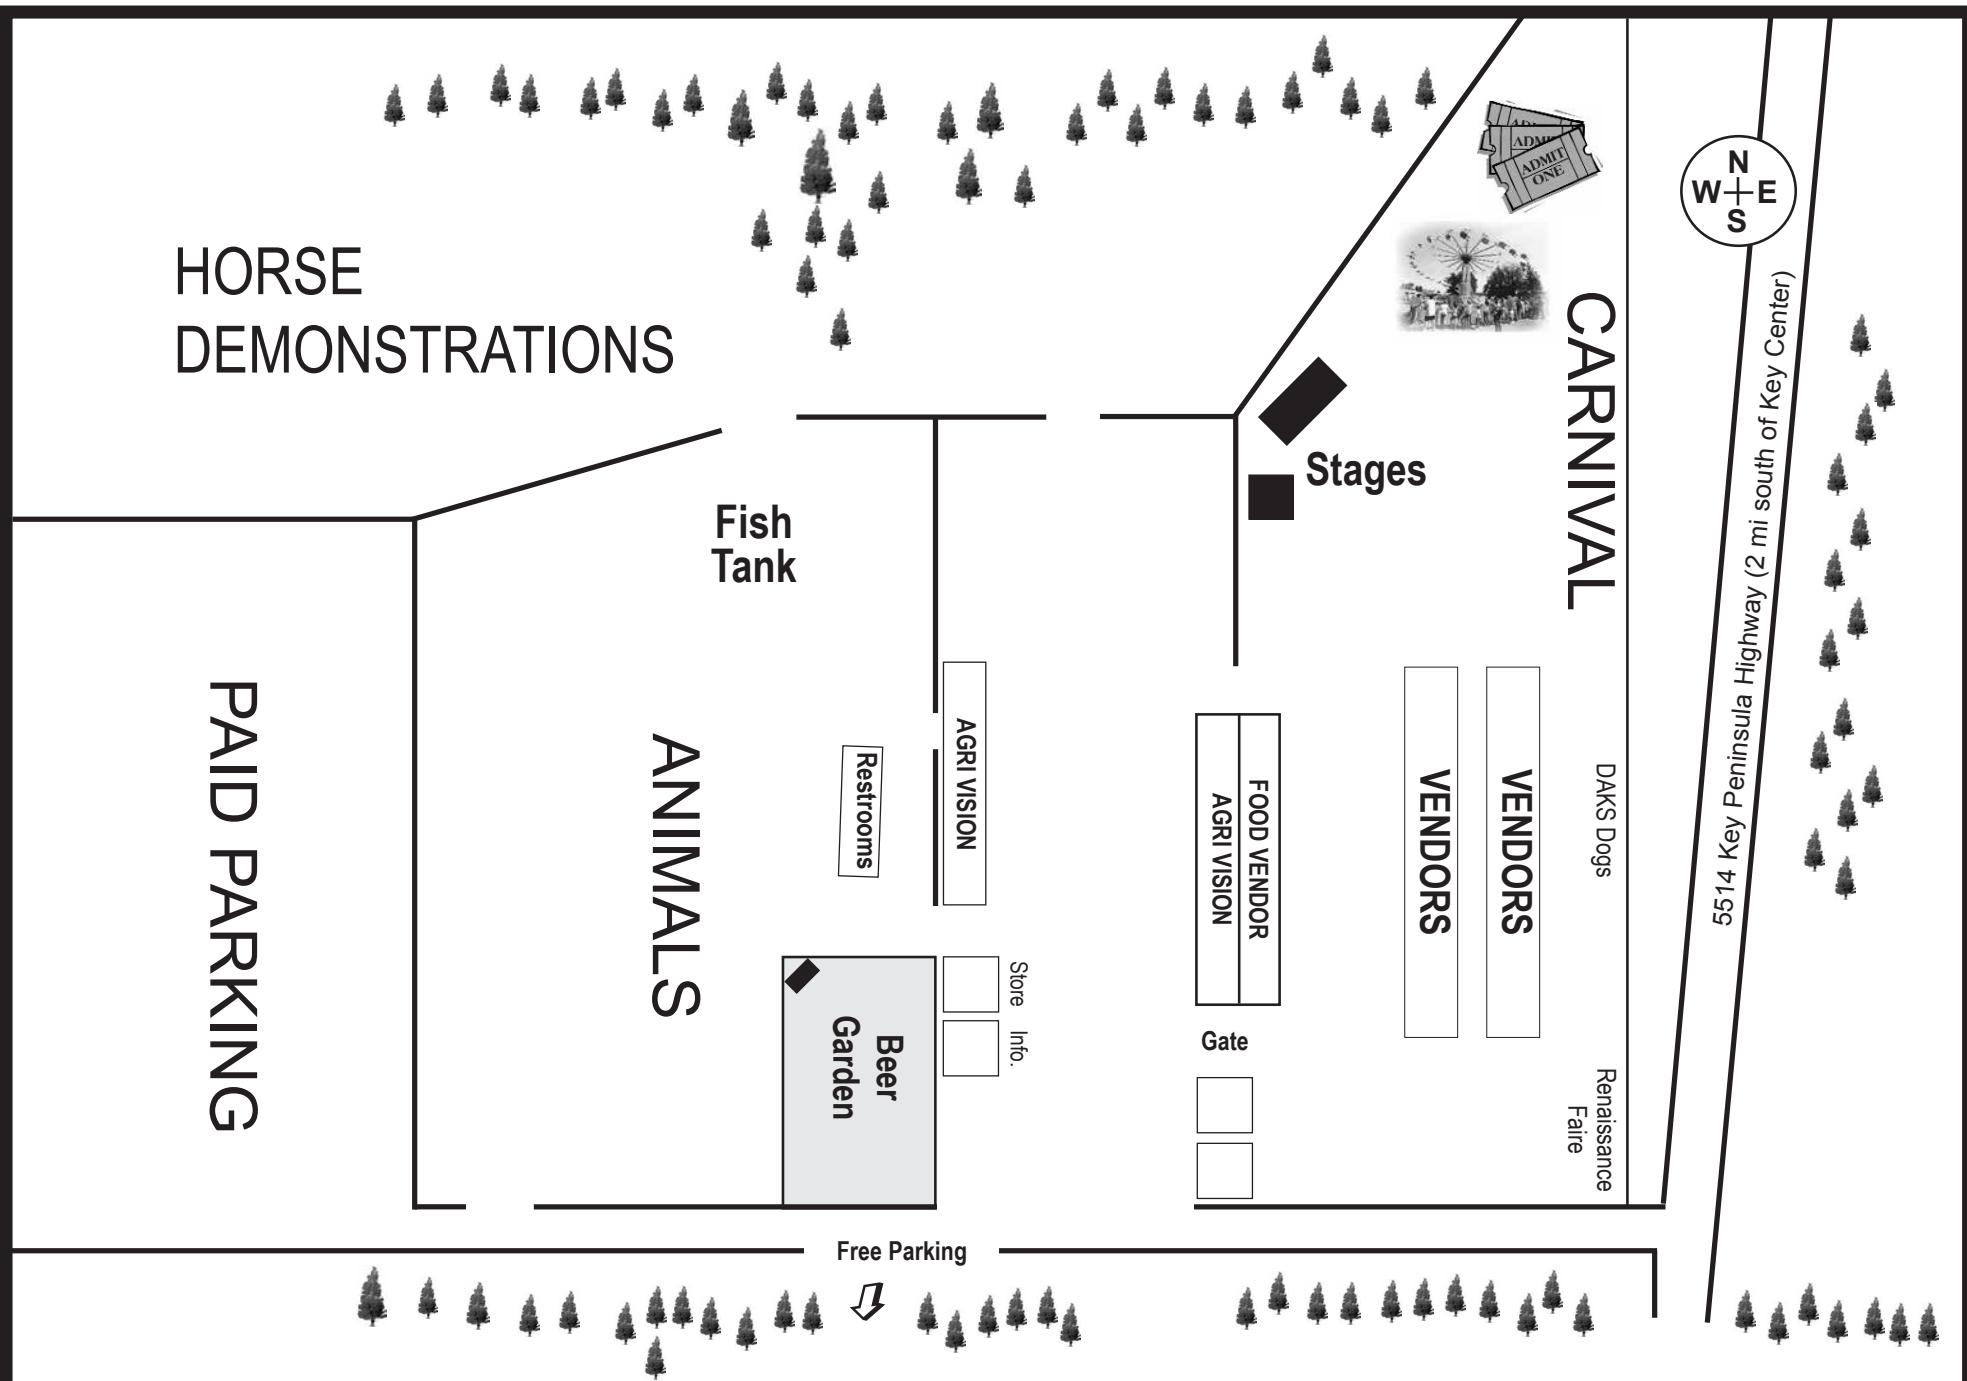 ADMIT
ADMIT
ONE
N
W E
S
HORSE
DEMONSTRATIONS
CARNIVAL
5514 Key Peninsula Highway (2 mi south of Key Center)
Stages
Fish
Tank
PAID PARKING
ANIMALS
Restrooms
AGRI VISION
FOOD VENDOR
AGRI VISION
VENDORS
VENDORS
DAKS Dogs
Store
Info.
Beer
Garden
Gate
Renaissance
Faire
Free Parking